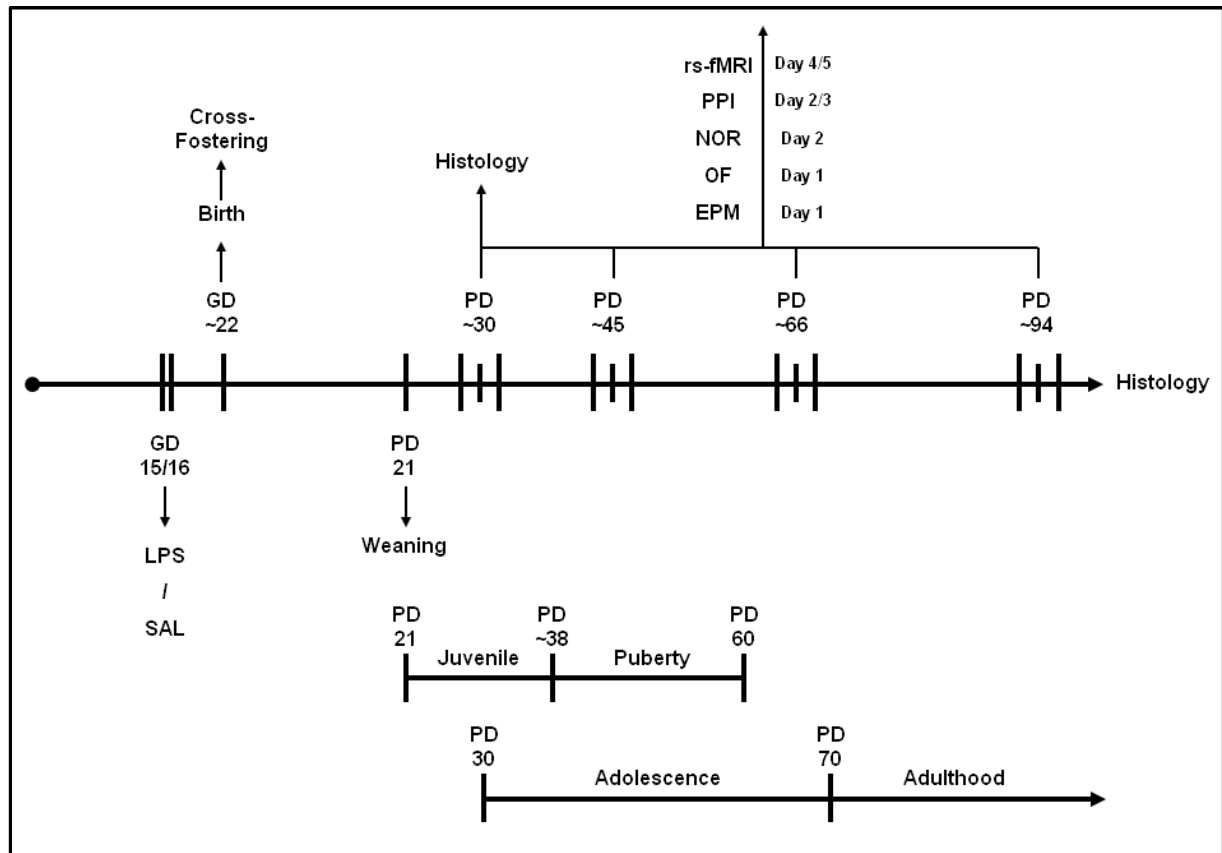 rs-fMRI Day 4/5
PPI Day 2/3
NOR Day 2
OF Day 1
EPM Day 1
Cross-
Fostering
Birth
Histology
GD
~22
PD
~30
PD
~45
PD
~66
PD
~94
Histology
GD
15/16
LPS
/
SAL
PD
21
Weaning
PD
21
Juvenile
PD
~38
Puberty
PD
60
PD
30
Adolescence
PD
70
Adulthood